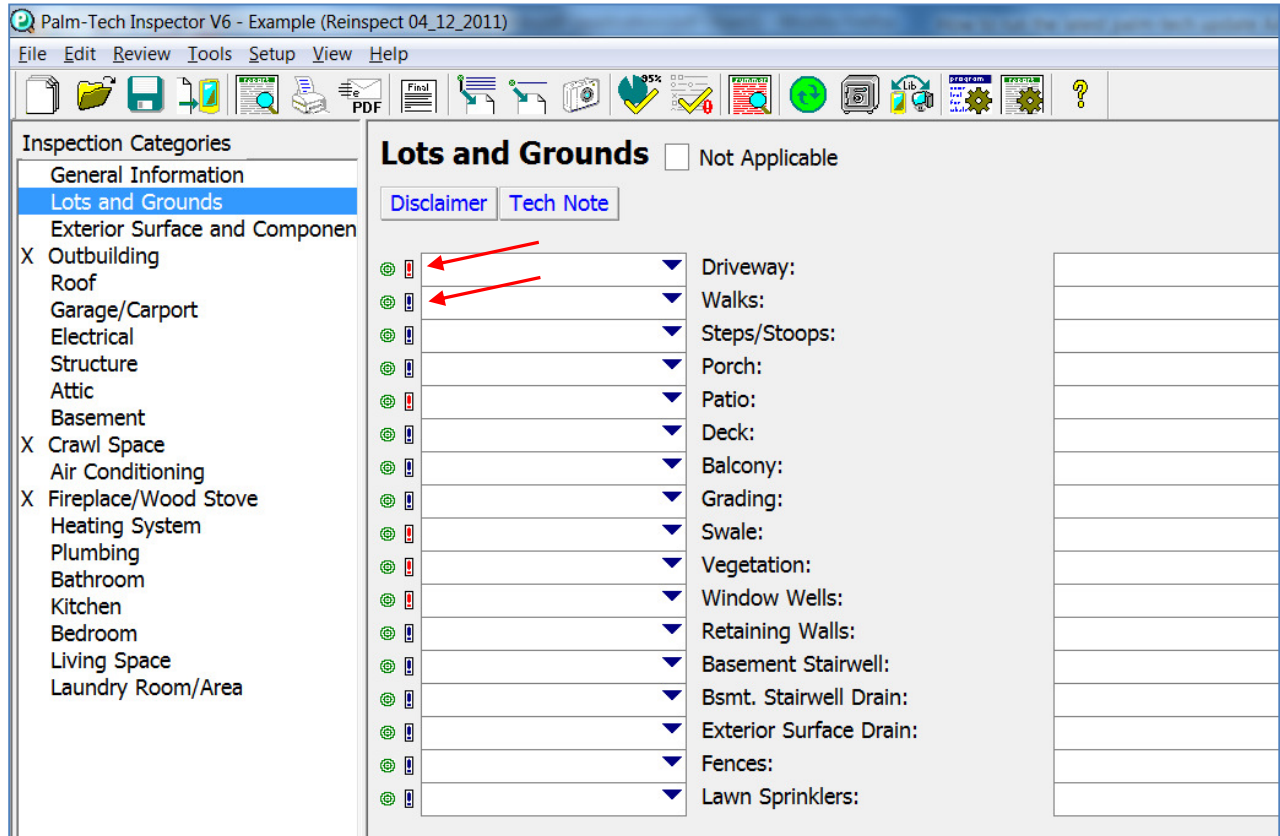 Palm-Tech Inspector V6 - Example (Reinspect 04_12_2011)
File Edit Review Tools Setup View Help
PDF Final 95% Lib program
Inspection Categories
General Information
Lots and Grounds
Exterior Surface and Componen
X Outbuilding
Roof
Garage/Carport
Electrical
Structure
Attic
Basement
X Crawl Space
Air Conditioning
X Fireplace/Wood Stove
Heating System
Plumbing
Bathroom
Kitchen
Bedroom
Living Space
Laundry Room/Area
Lots and Grounds Not Applicable
Disclaimer Tech Note
Driveway:
Walks:
Steps/Stoops:
Porch:
Patio:
Deck:
Balcony:
Grading:
Swale:
Vegetation:
Window Wells:
Retaining Walls:
Basement Stairwell:
Bsmt. Stairwell Drain:
Exterior Surface Drain:
Fences:
Lawn Sprinklers: